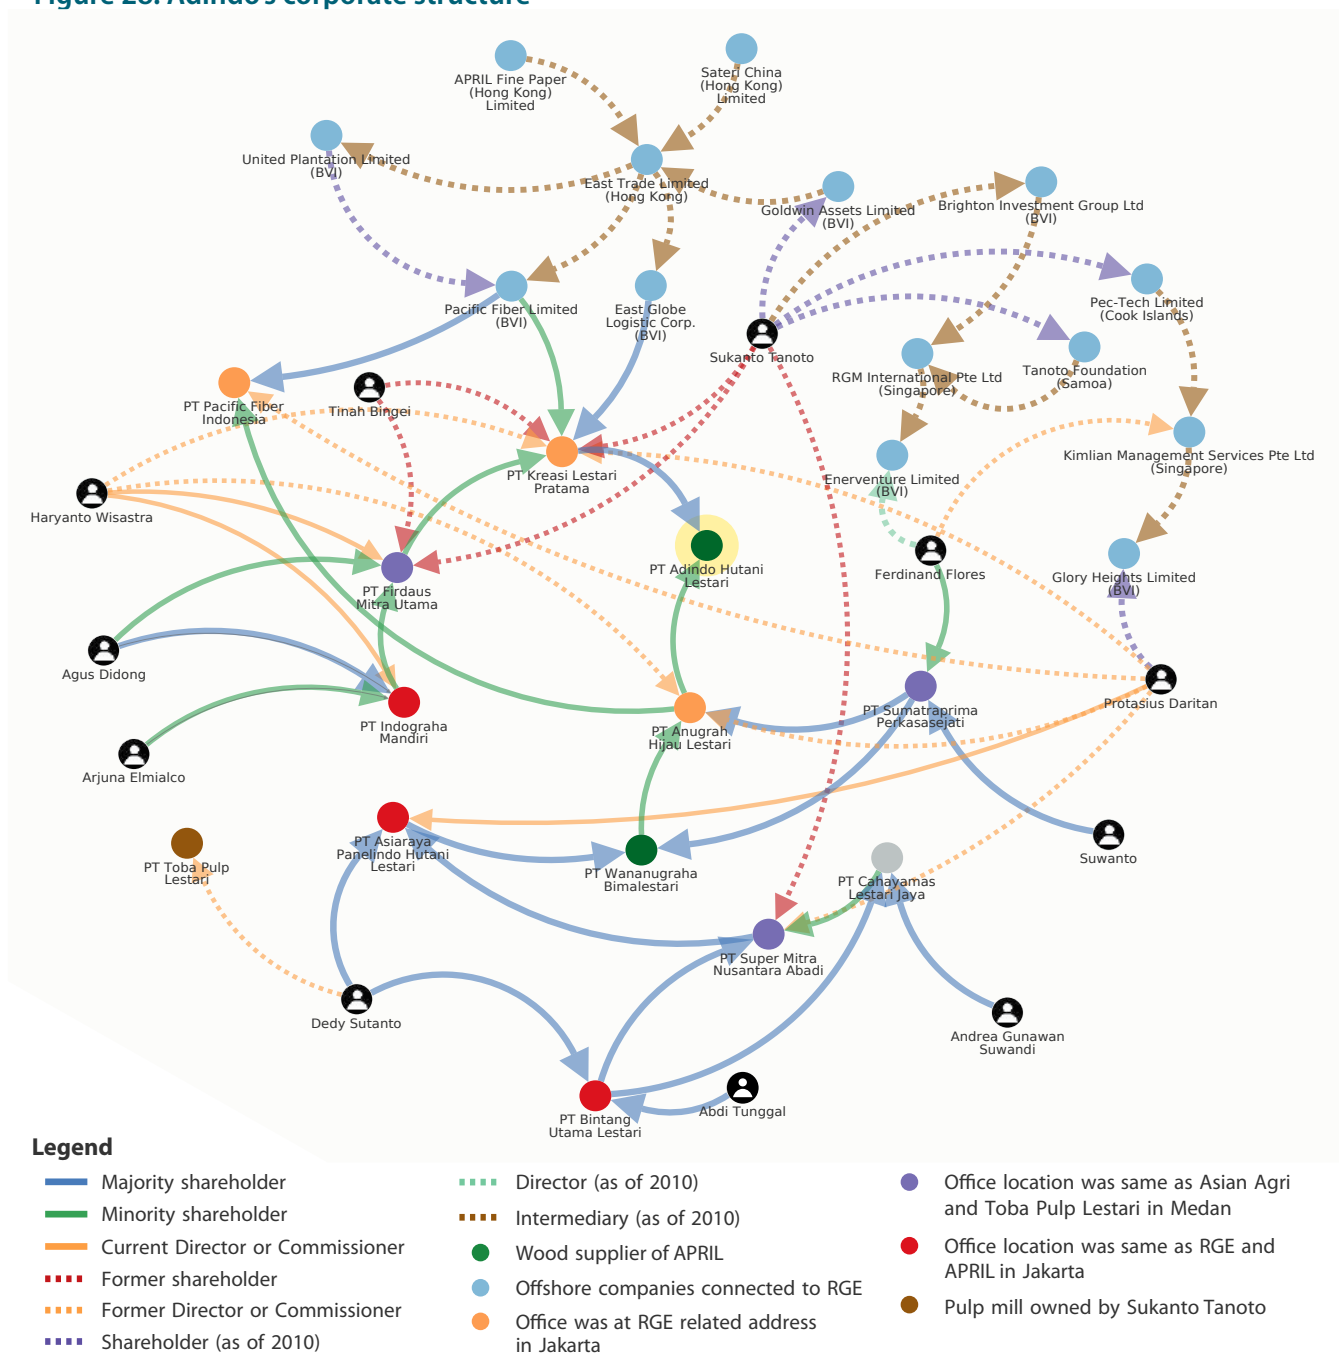 Figure 28. Adindo's corporate structure
APRIL Fine Paper
(Hong Kong)
Limited
Sateri China
(Hong Kong)
Limited
United Plantation Limited
(BVI)
East Trade Limited
(Hong Kong)
Goldwin Assets Limited
(BVI)
Brighton Investment Group Ltd
(BVI)
Pacific Fiber Limited
(BVI)
East Globe
Logistic Corp.
(BVI)
Pec-Tech Limited
(Cook Islands)
Sukanto Tanoto
RGM International Pte Ltd
(Singapore)
Tanoto Foundation
(Samoa)
PT Pacific Fiber
Indonesia
Tinah Bingei
PT Kreasi Lestari
Pratama
Enerventure Limited
(BVI)
Kimlian Management Services Pte Ltd
(Singapore)
Haryanto Wisastra
PT Firdaus
Mitra Utama
PT Adindo Hutani
Lestari
Ferdinand Flores
Glory Heights Limited
(BVI)
Agus Didong
PT Indograha
Mandiri
PT Anugrah
Hijau Lestari
PT Sumatraprima
Perkasasejati
Protasius Daritan
Arjuna Elmialco
PT Toba Pulp
Lestari
PT Asiaraya
Panelindo Hutani
Lestari
PT Wananugraha
Bimalestari
PT Cahayamas
Lestari Jaya
Suwanto
PT Super Mitra
Nusantara Abadi
Dedy Sutanto
Andrea Gunawan
Suwandi
PT Bintang
Utama Lestari
Abdi Tunggal
Legend
Majority shareholder
Minority shareholder
Current Director or Commissioner
Former shareholder
Former Director or Commissioner
Shareholder (as of 2010)
Director (as of 2010)
Intermediary (as of 2010)
Wood supplier of APRIL
Offshore companies connected to RGE
Office was at RGE related address
in Jakarta
Office location was same as Asian Agri
and Toba Pulp Lestari in Medan
Office location was same as RGE and
APRIL in Jakarta
Pulp mill owned by Sukanto Tanoto